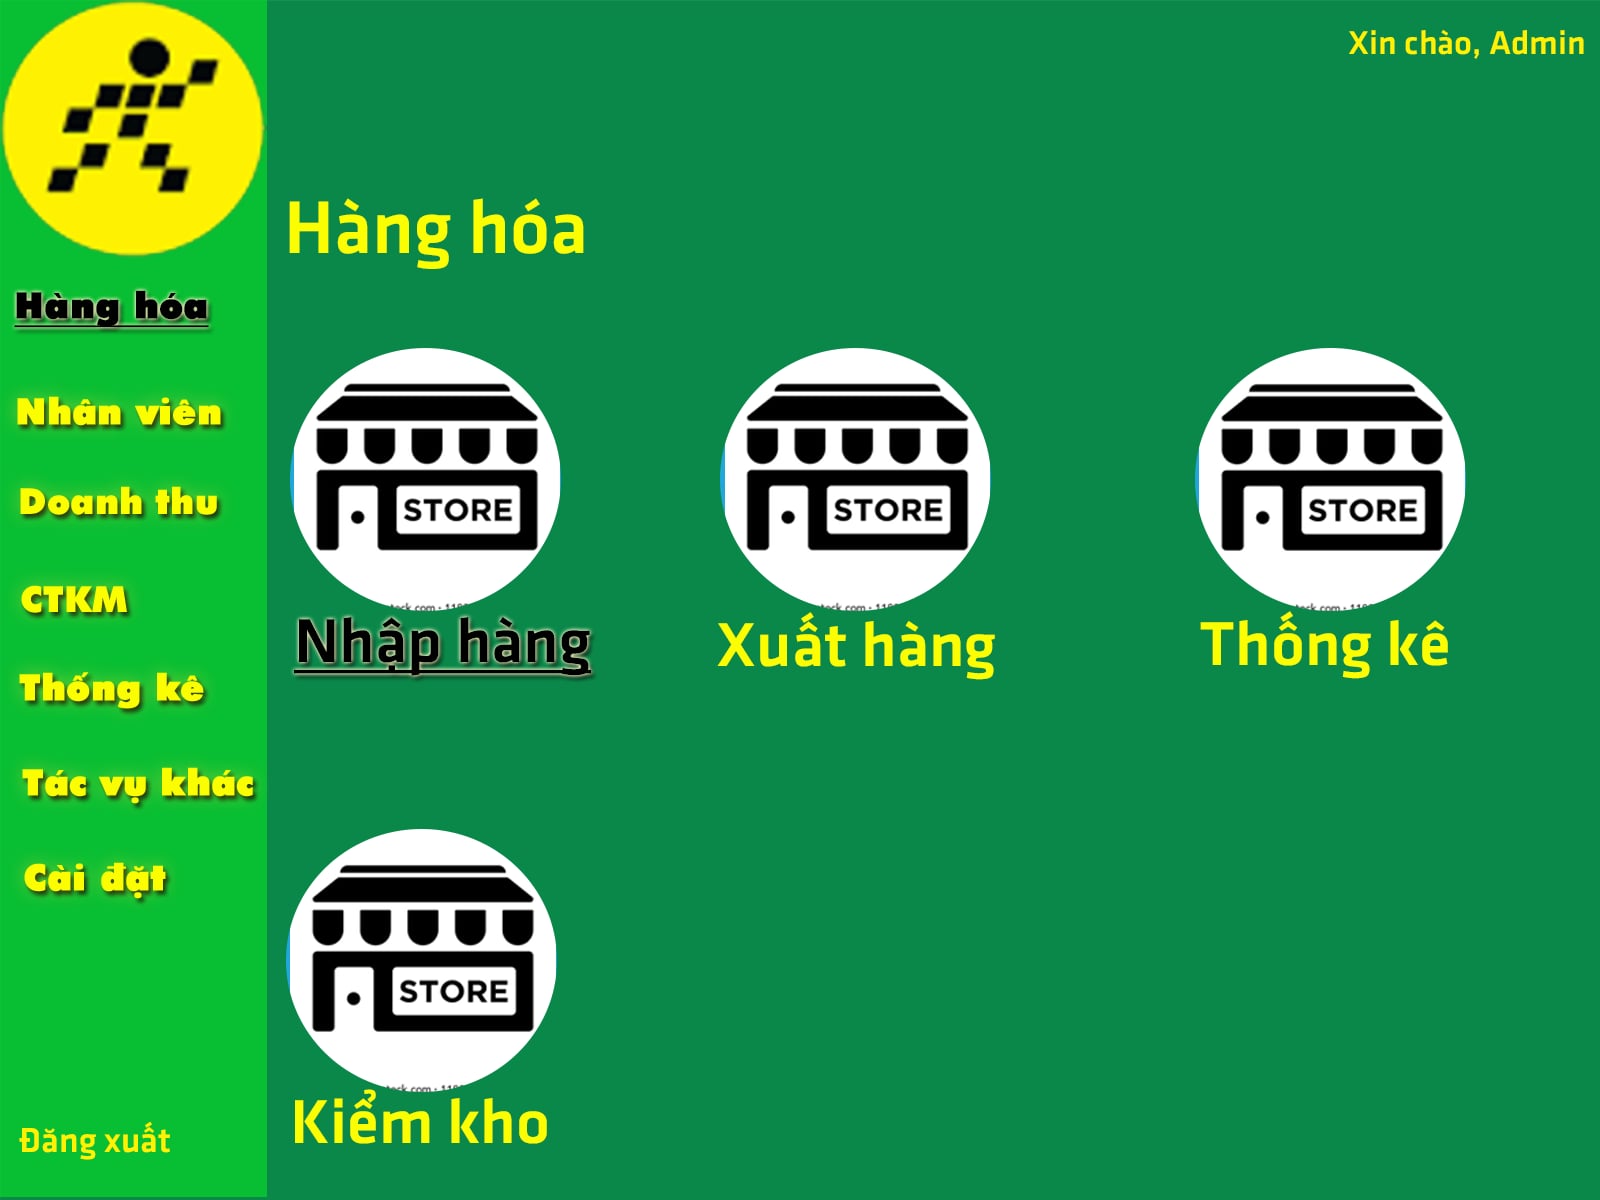 Xin chào, Admin
Hàng hóa
Nhân viên
Doanh thu
CTKM
Thống kê
Tác vụ khác
Cài đặt
Đăng xuất
Hàng hóa
STORE
Nhập hàng
STORE
Xuất hàng
STORE
Thống kê
STORE
Kiểm kho